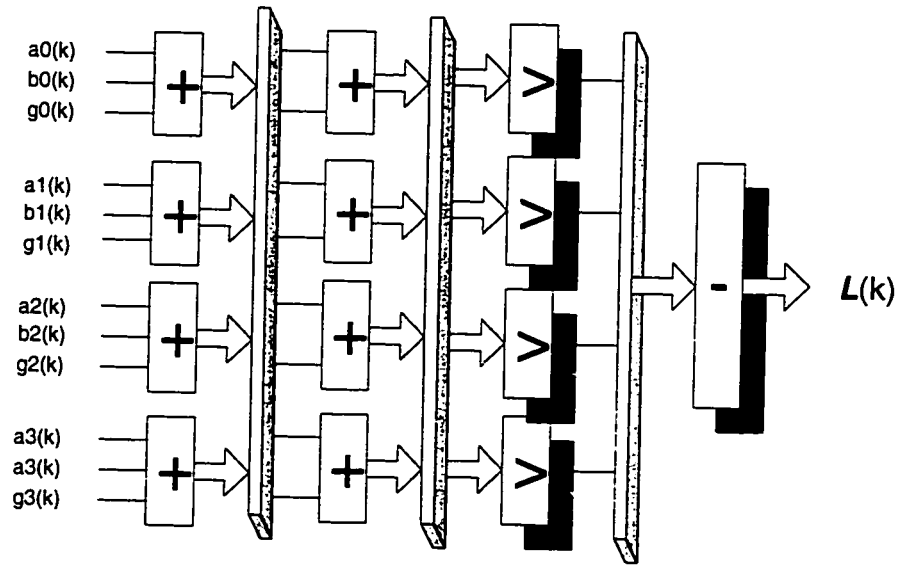 a0(k)
b0(k)
g0(k)
+ + >
a1(k)
b1(k)
g1(k)
+ + >
a2(k)
b2(k)
g2(k)
+ + >
a3(k)
a3(k)
g3(k)
+ + >
-
L(k)